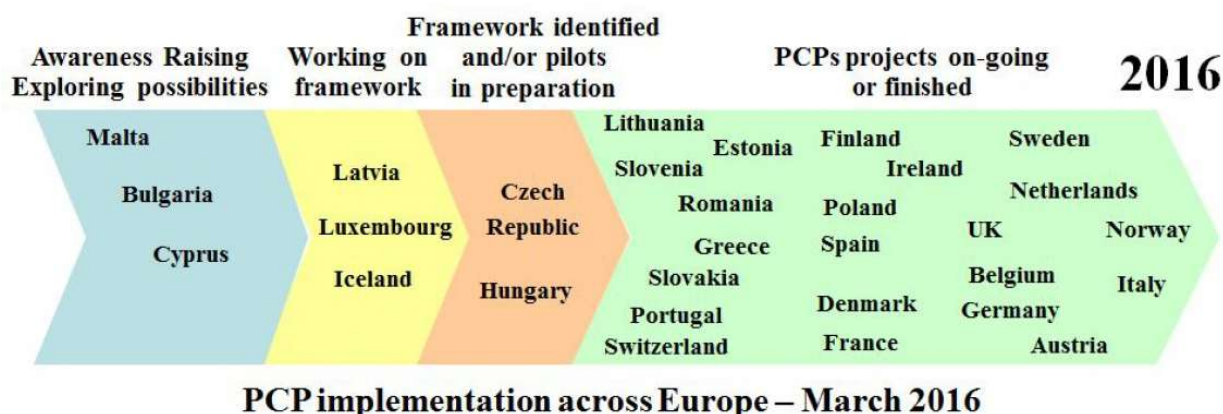 Awareness Raising
Exploring possibilities
Working on
framework
Framework identified
and/or pilots
in preparation
PCPs projects on-going
or finished
2016
Malta
Bulgaria
Cyprus
Latvia
Luxembourg
Iceland
Czech
Republic
Hungary
Lithuania
Estonia
Slovenia
Romania
Greece
Slovakia
Portugal
Switzerland
Finland
Ireland
Poland
Spain
Denmark
France
Sweden
Netherlands
UK
Norway
Belgium
Italy
Germany
Austria
PCP implementation across Europe – March 2016